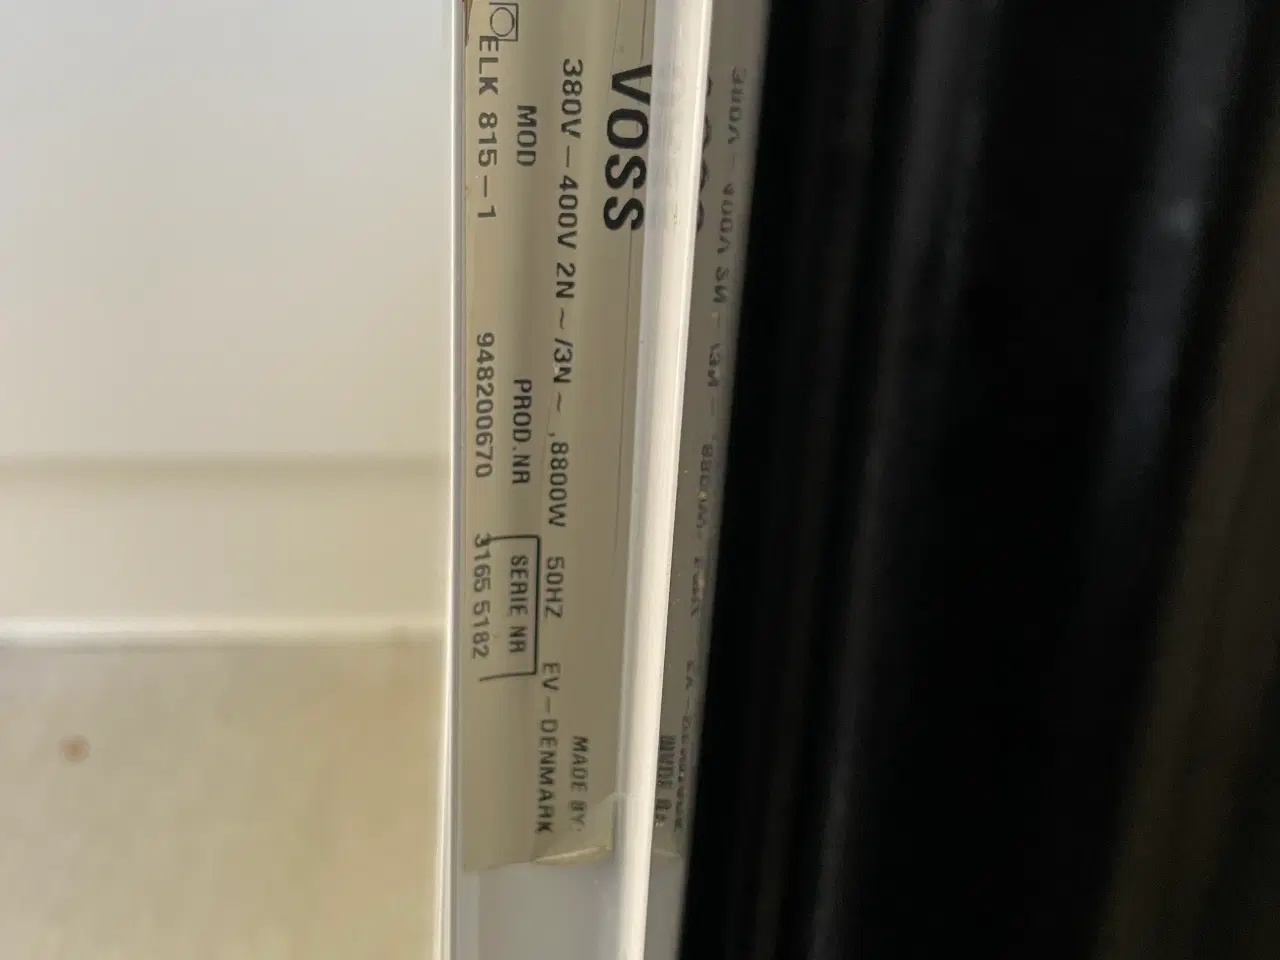 VOSS
MADE BY:
380V – 400V 2N ~ /3N ~ ,8800W 50HZ EV – DENMARK
MOD PROD.NR SERIE NR
ELK 815 – 1 948200670 3165 5182